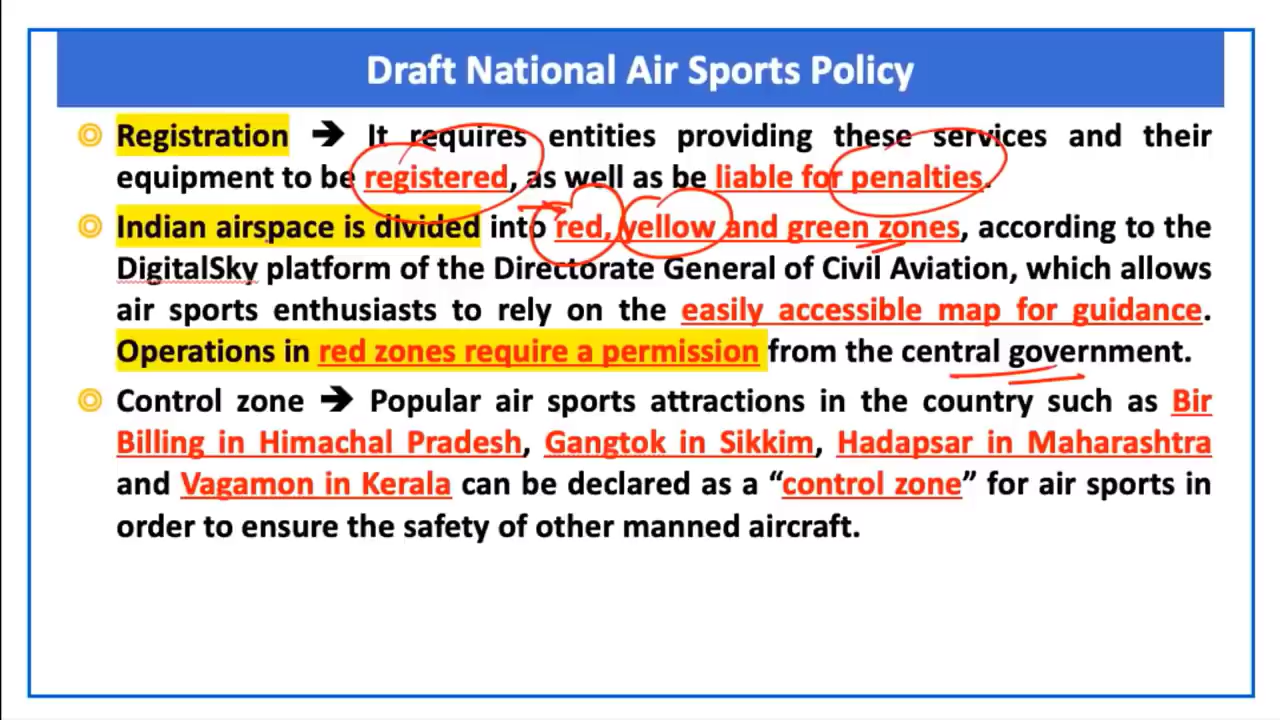 Draft National Air Sports Policy
Registration ➔ It requires entities providing these services and their
equipment to be registered, as well as be liable for penalties.
Indian airspace is divided into red, yellow and green zones, according to the
DigitalSky platform of the Directorate General of Civil Aviation, which allows
air sports enthusiasts to rely on the easily accessible map for guidance.
Operations in red zones require a permission from the central government.
Control zone ➔ Popular air sports attractions in the country such as Bir
Billing in Himachal Pradesh, Gangtok in Sikkim, Hadapsar in Maharashtra
and Vagamon in Kerala can be declared as a “control zone” for air sports in
order to ensure the safety of other manned aircraft.